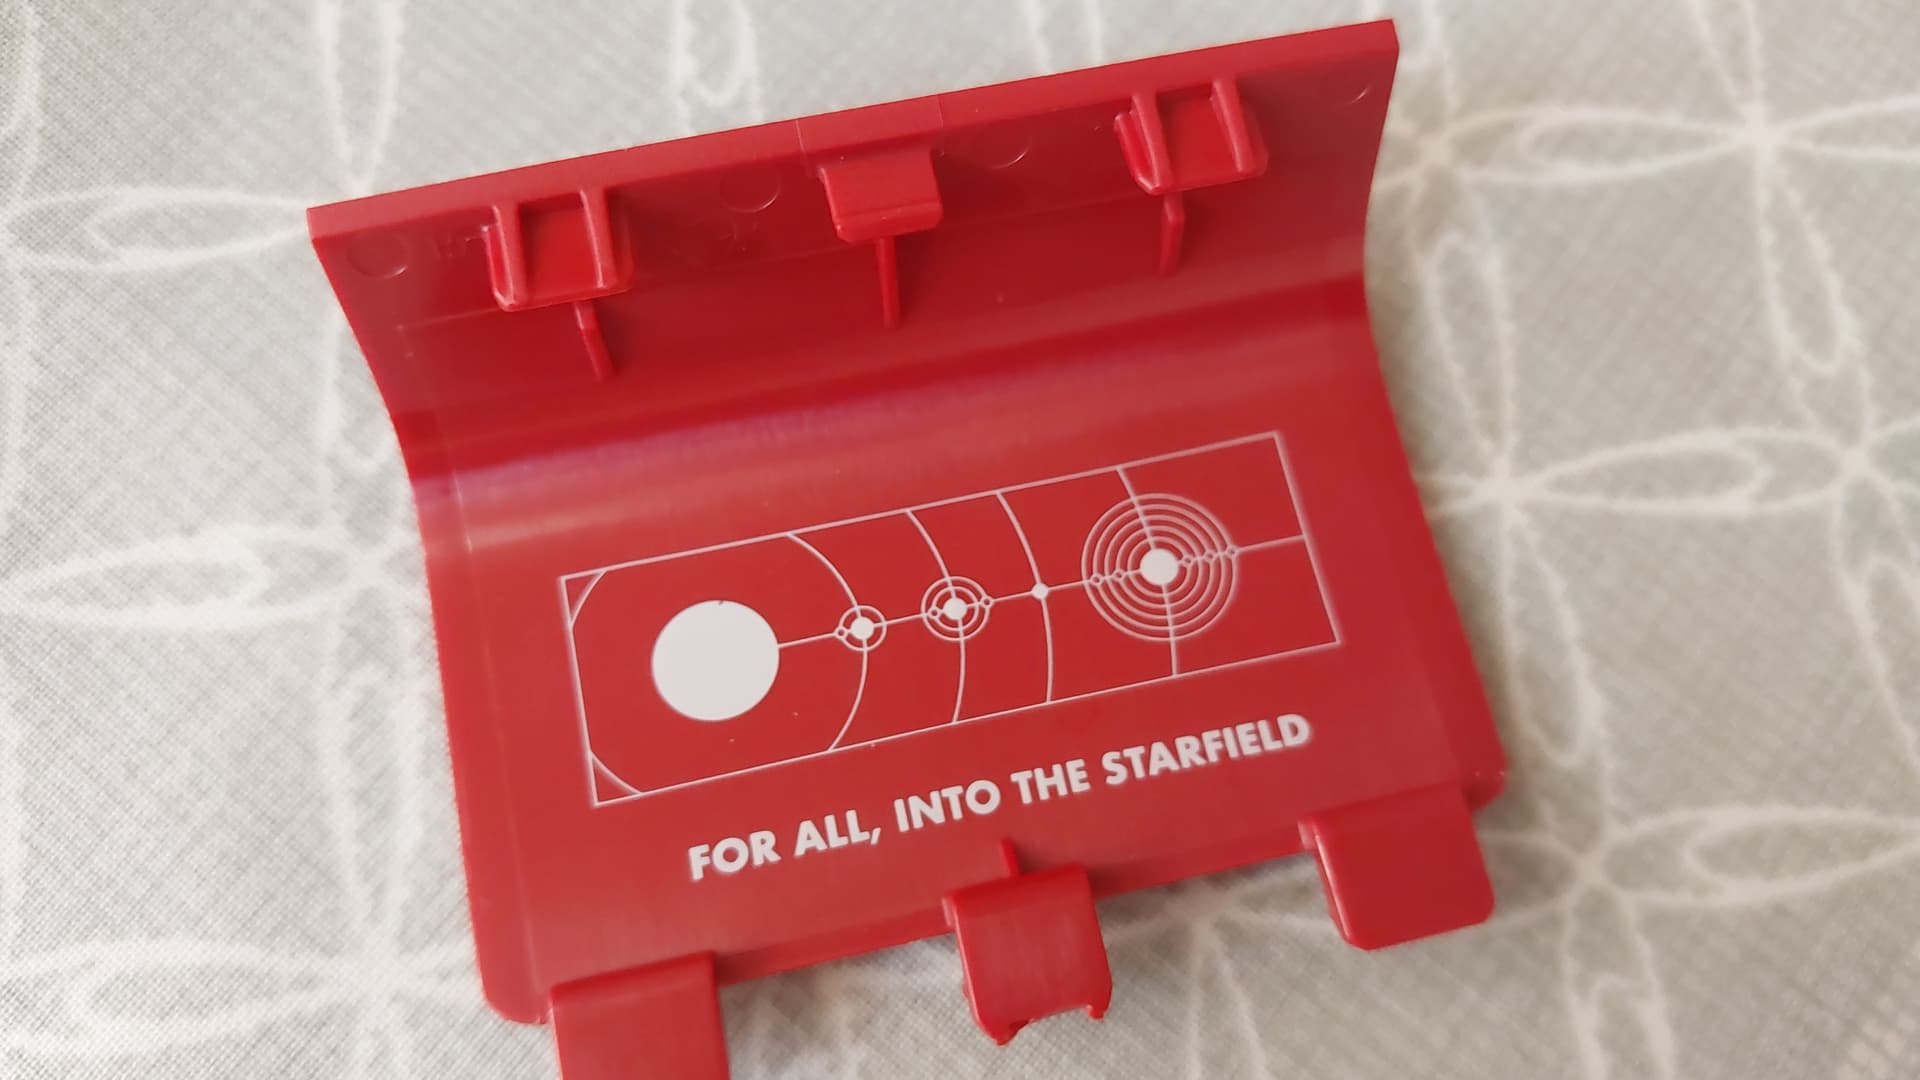 FOR ALL, INTO THE STARFIELD